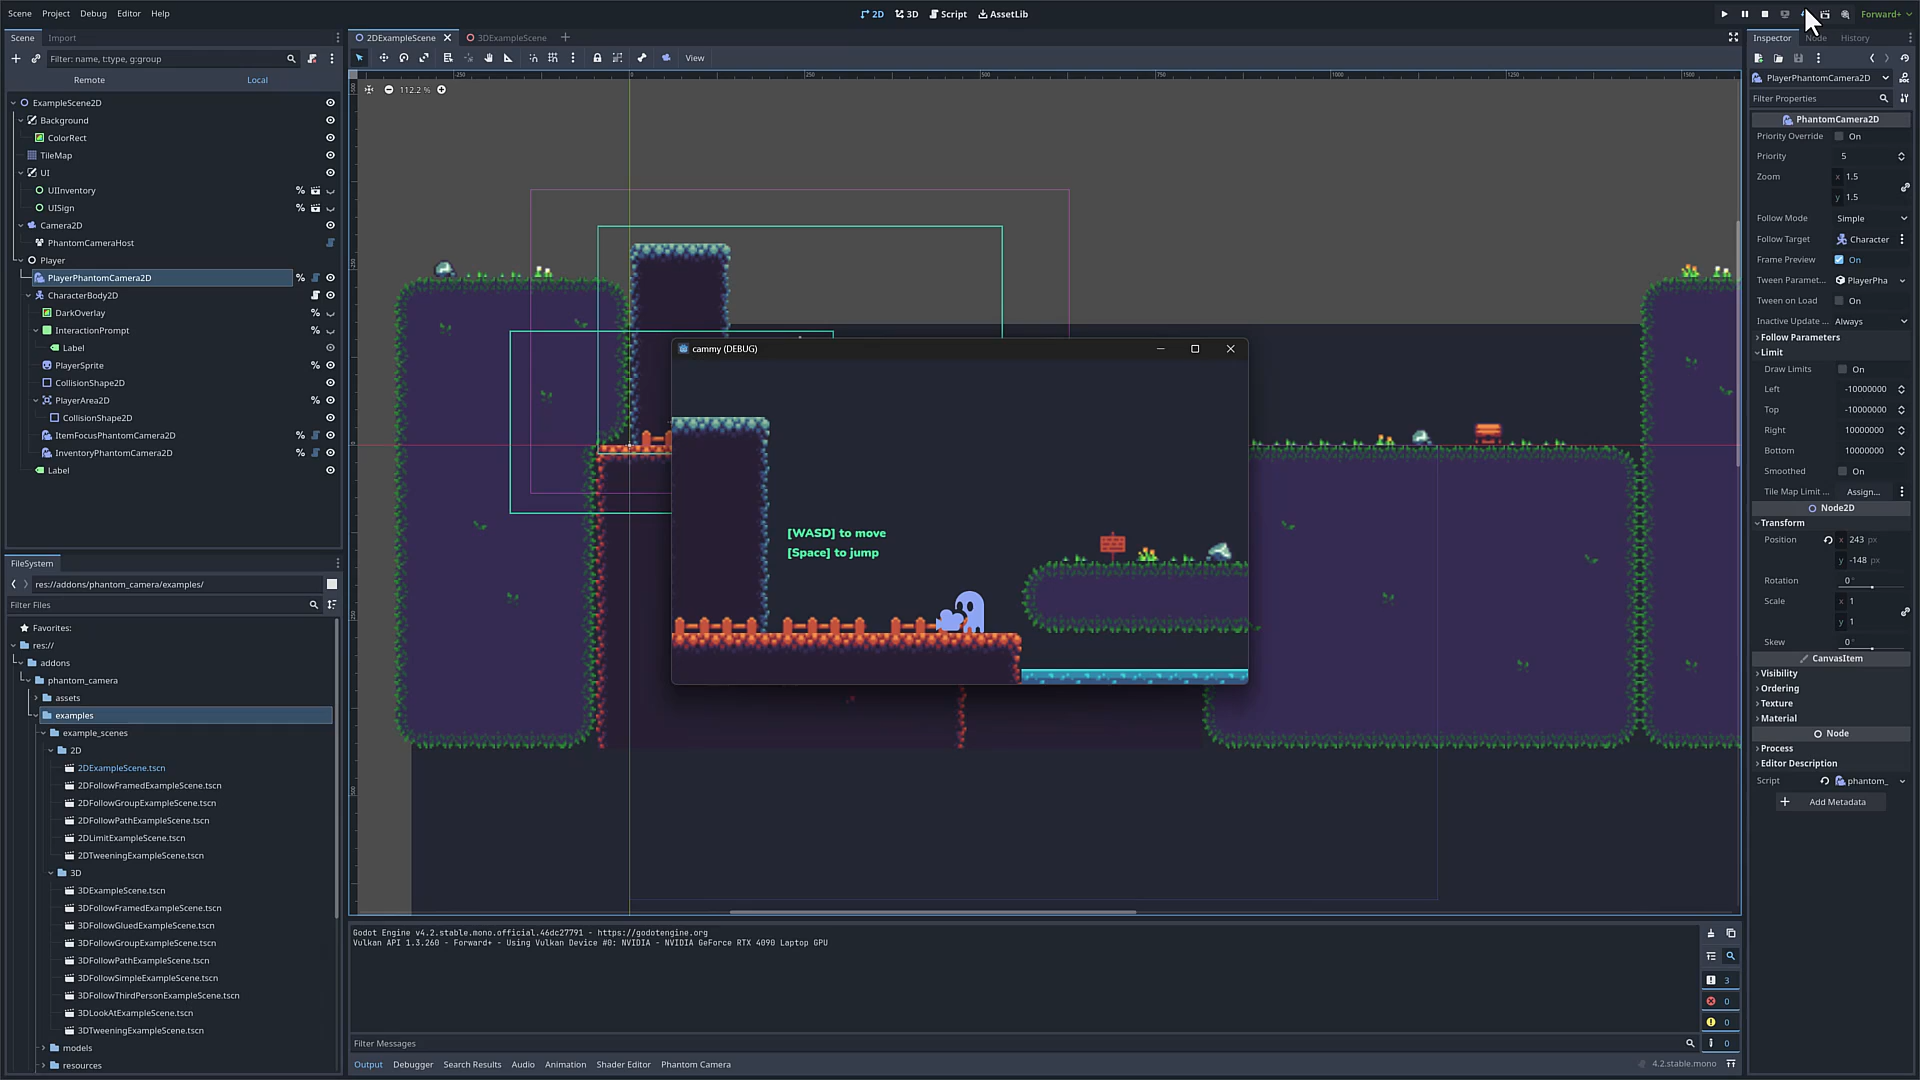 Scene Project Debug Editor Help
2D 3D Script AssetLib
Forward+
Scene Import
2DExampleScene 3DExampleScene
Inspector Node History
Filter: name, t:type, g:group
View
Remote Local
112.2 %
PlayerPhantomCamera2D
Filter Properties
ExampleScene2D
Background
ColorRect
TileMap
UI
UIInventory
UISign
Camera2D
PhantomCameraHost
Player
PlayerPhantomCamera2D
CharacterBody2D
DarkOverlay
InteractionPrompt
Label
PlayerSprite
CollisionShape2D
PlayerArea2D
CollisionShape2D
ItemFocusPhantomCamera2D
InventoryPhantomCamera2D
Label
FileSystem
res://addons/phantom_camera/examples/
Filter Files
Favorites:
res://
addons
phantom_camera
assets
examples
example_scenes
2D
2DExampleScene.tscn
2DFollowFramedExampleScene.tscn
2DFollowGroupExampleScene.tscn
2DFollowPathExampleScene.tscn
2DLimitExampleScene.tscn
2DTweeningExampleScene.tscn
3D
3DExampleScene.tscn
3DFollowFramedExampleScene.tscn
3DFollowGluedExampleScene.tscn
3DFollowGroupExampleScene.tscn
3DFollowPathExampleScene.tscn
3DFollowSimpleExampleScene.tscn
3DFollowThirdPersonExampleScene.tscn
3DLookAtExampleScene.tscn
3DTweeningExampleScene.tscn
models
resources
cammy (DEBUG)
[WASD] to move
[Space] to jump
Godot Engine v4.2.stable.mono.official.46dc27791 - https://godotengine.org
Vulkan API 1.3.260 - Forward+ - Using Vulkan Device #0: NVIDIA - NVIDIA GeForce RTX 4090 Laptop GPU
3
0
0
0
Filter Messages
Output Debugger Search Results Audio Animation Shader Editor Phantom Camera
4.2.stable.mono
PhantomCamera2D
Priority Override On
Priority 5
Zoom x 1.5
y 1.5
Follow Mode Simple
Follow Target Character
Frame Preview On
Tween Paramet... PlayerPha
Tween on Load On
Inactive Update ... Always
Follow Parameters
Limit
Draw Limits On
Left -10000000
Top -10000000
Right 10000000
Bottom 10000000
Smoothed On
Tile Map Limit ... Assign...
Node2D
Transform
Position x 243 px
y -148 px
Rotation 0 °
Scale x 1
y 1
Skew 0 °
CanvasItem
Visibility
Ordering
Texture
Material
Node
Process
Editor Description
Script phantom_
Add Metadata